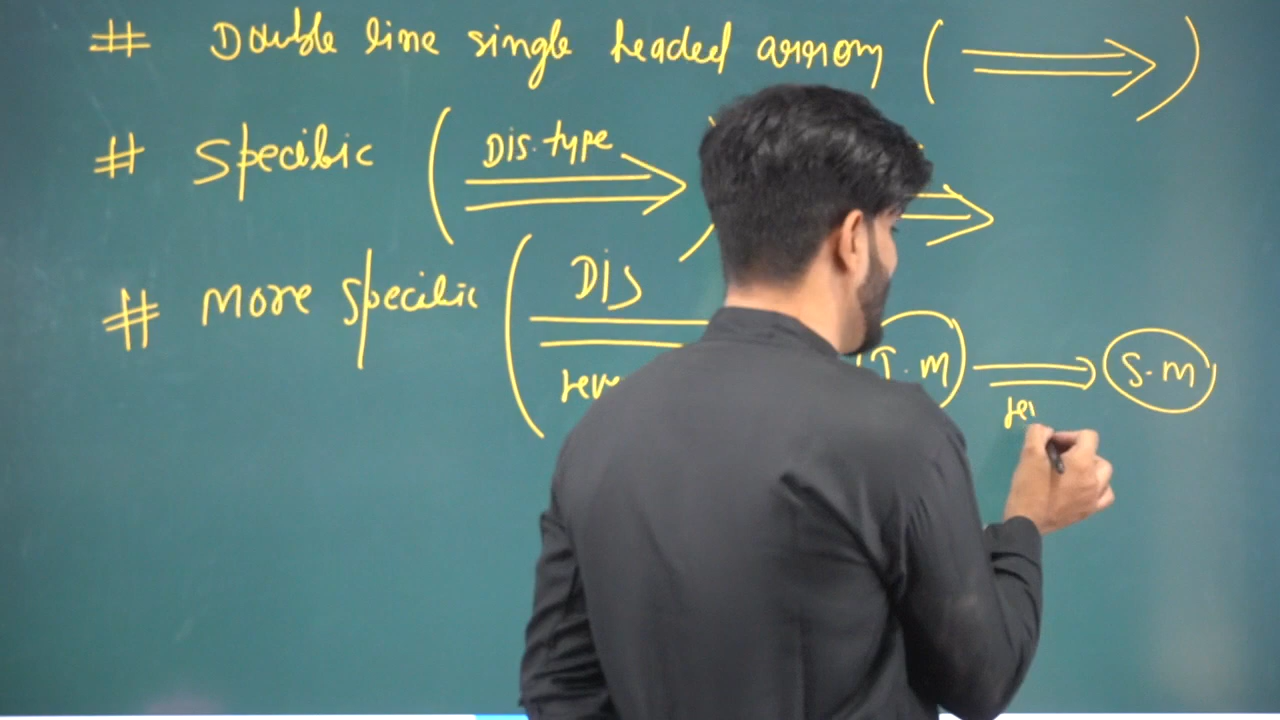 # Double line single headed arrow ( ⇒ )
# Specific ( Dis. type ⇒ ) ⇒
# More specific ( Dis
T.M ⇒ S.M